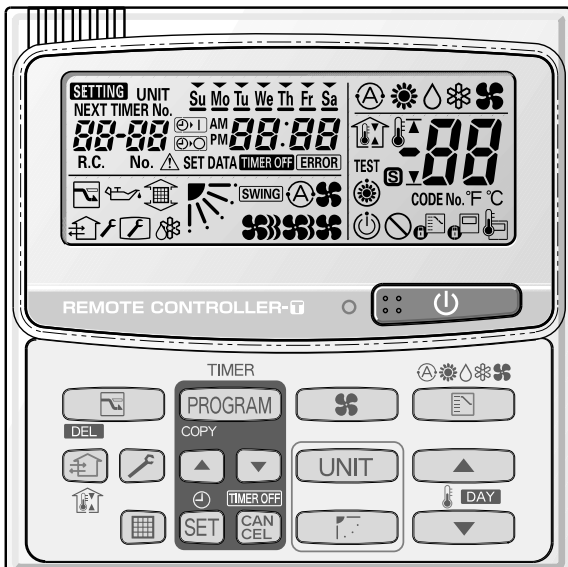 SETTING UNIT Su Mo Tu We Th Fr Sa
NEXT TIMER No.
88-88 AM 88:88
PM
R.C. No. SET DATA TIMER OFF ERROR
A
TEST S -88
CODE No. °F °C
SWING A
REMOTE CONTROLLER-T
TIMER
A
PROGRAM
DEL COPY
UNIT
TIMER OFF DAY
SET CANCEL